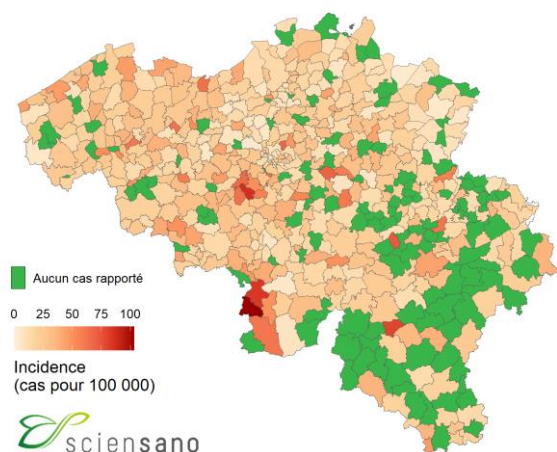 Aucun cas rapporté
0 25 50 75 100
Incidence
(cas pour 100 000)
sciensano